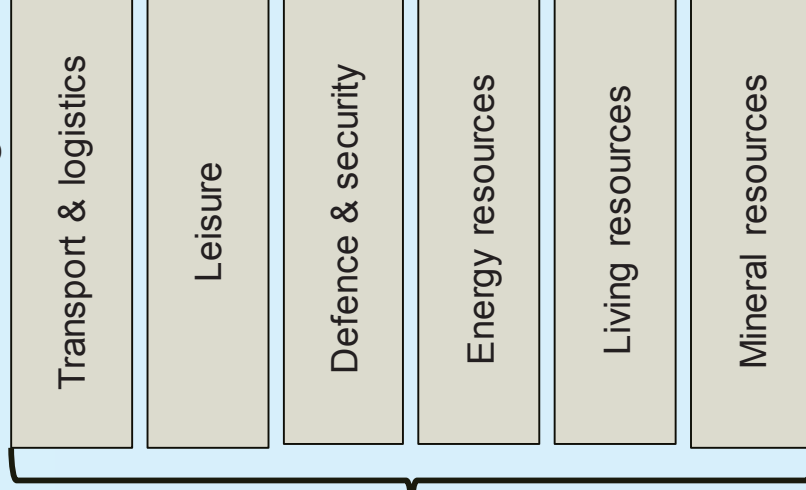 Transport & logistics
Leisure
Defence & security
Energy resources
Living resources
Mineral resources